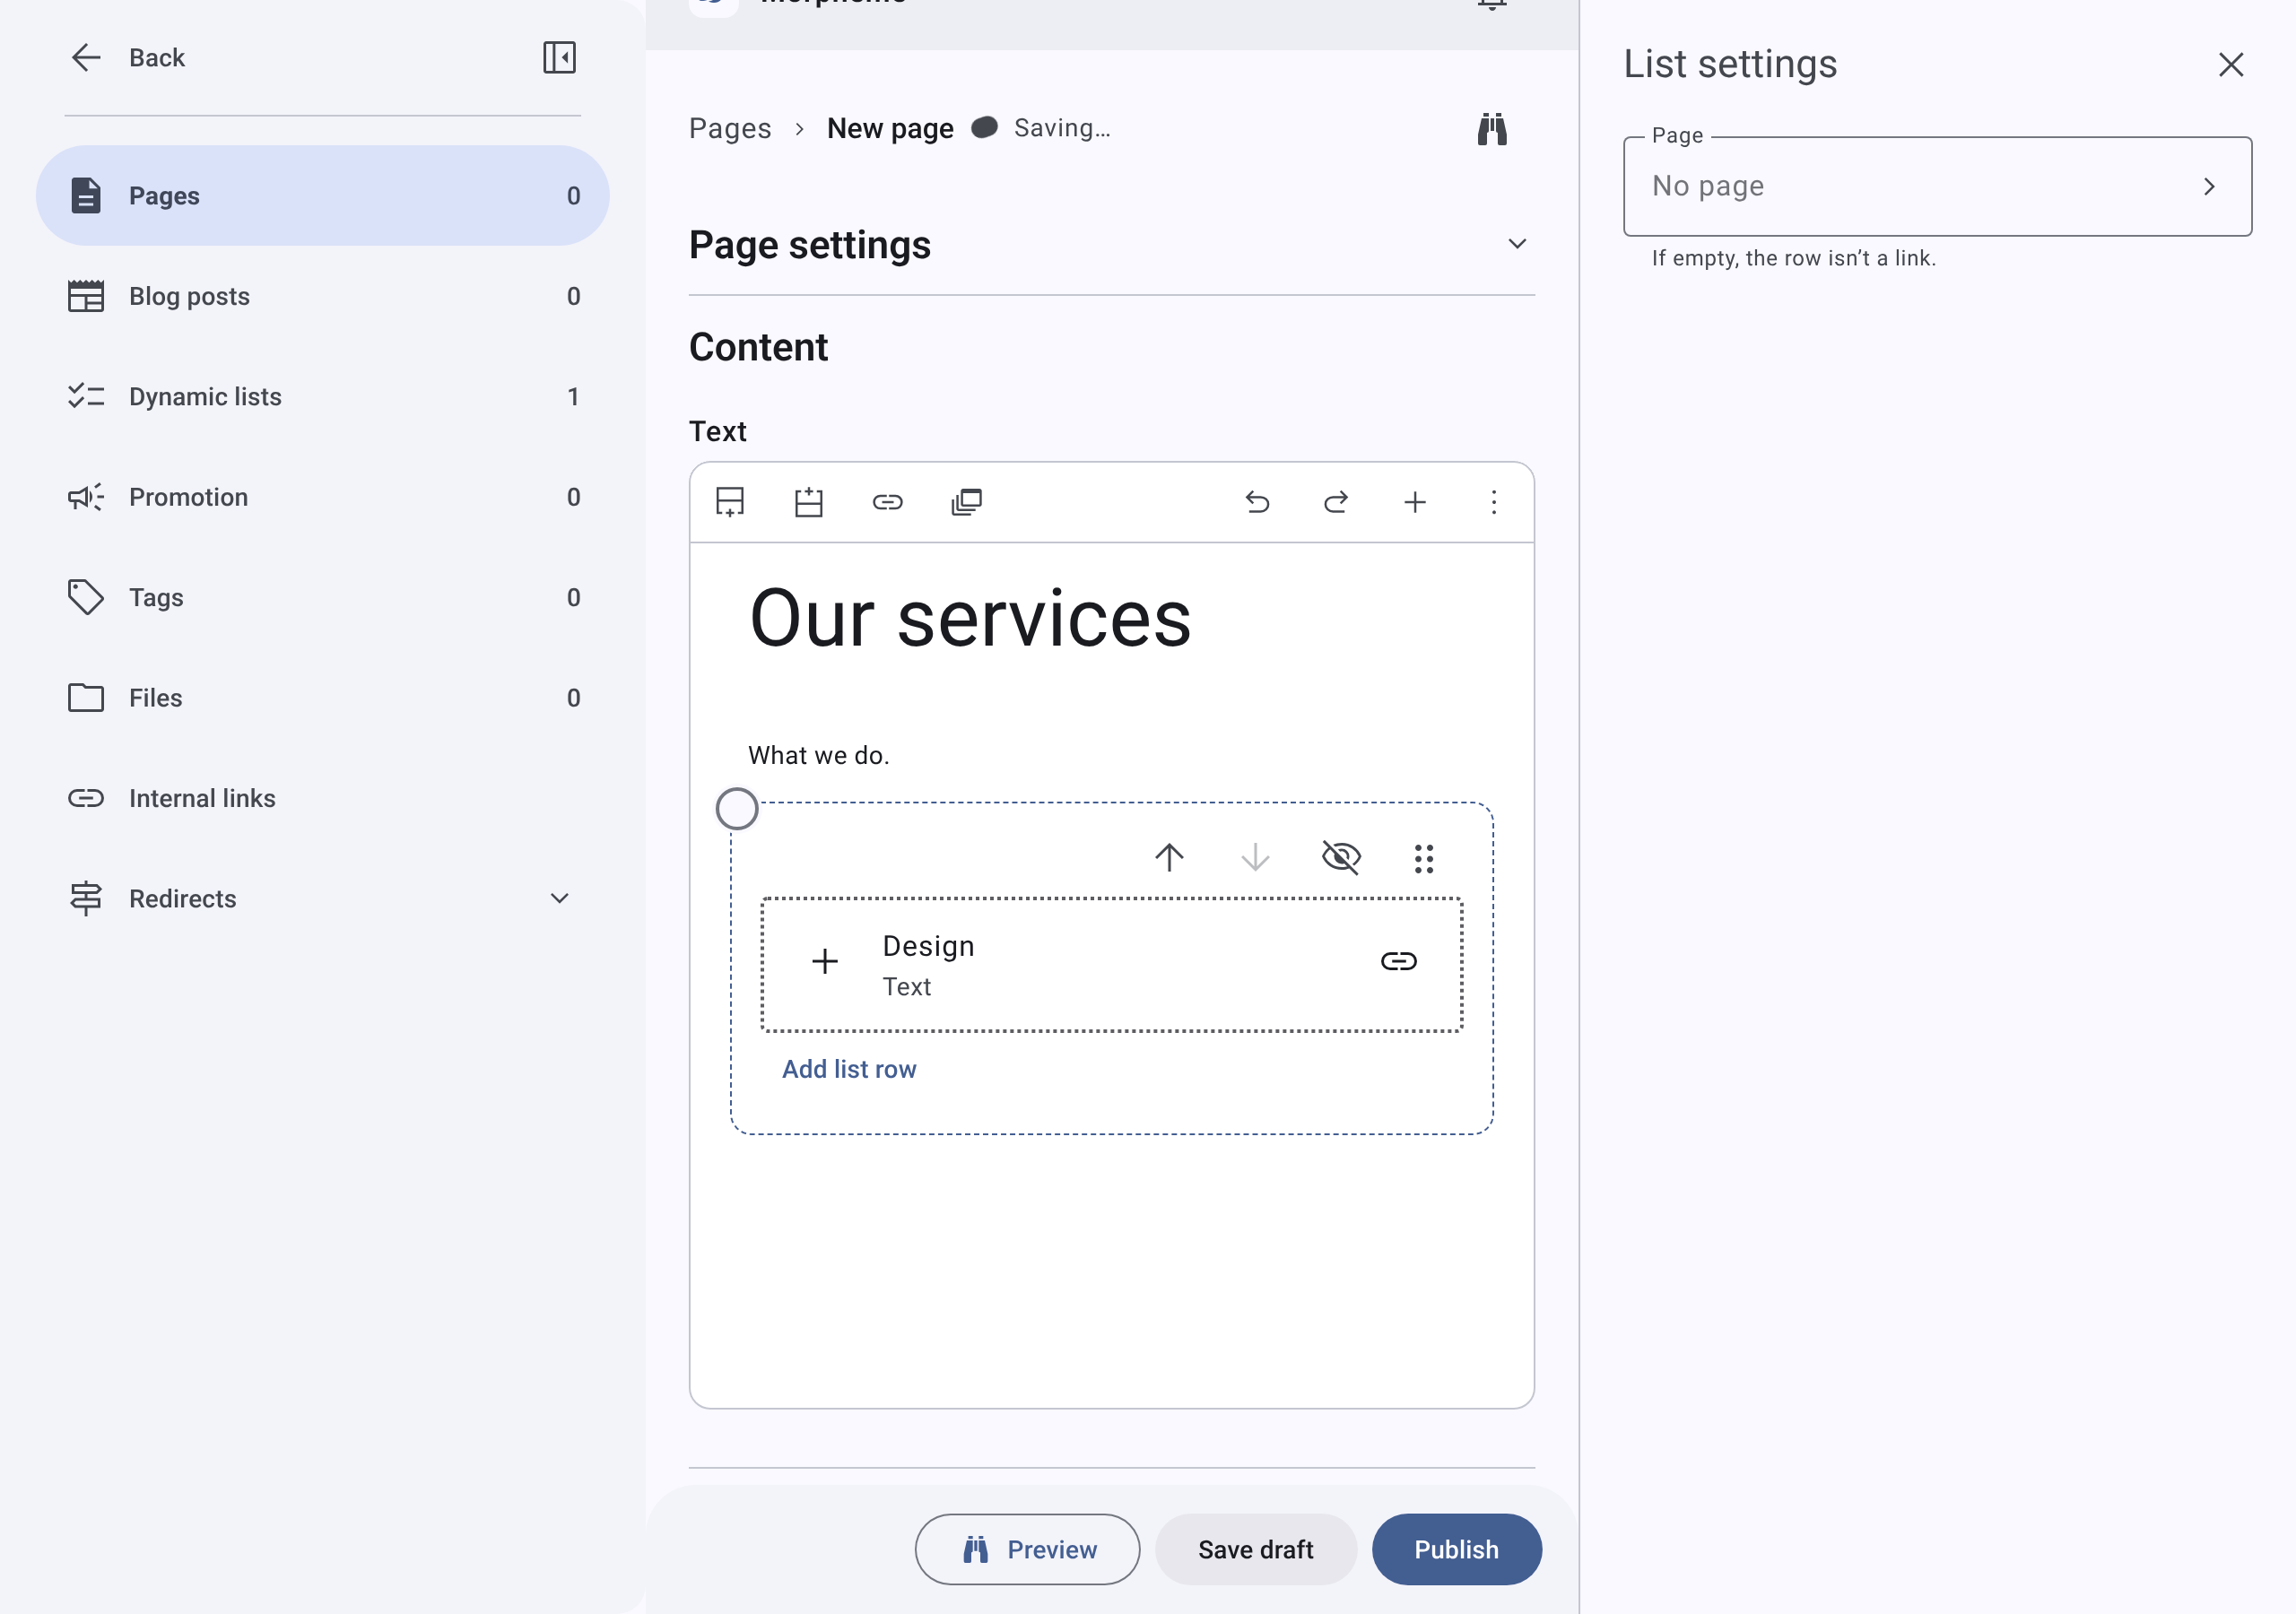 Back
Pages 0
Blog posts 0
Dynamic lists 1
Promotion 0
Tags 0
Files 0
Internal links
Redirects
Pages › New page Saving…
Page settings
Content
Text
Our services
What we do.
Design
Text
Add list row
Preview
Save draft
Publish
List settings
Page
No page
If empty, the row isn’t a link.